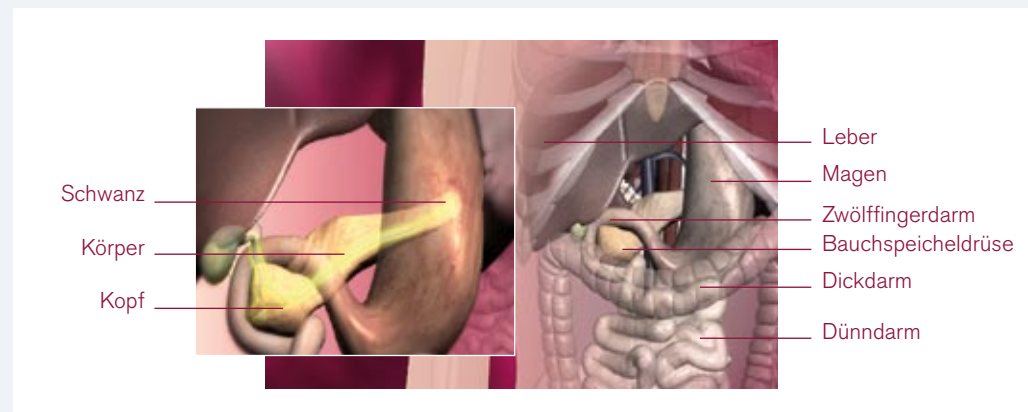 Schwanz
Körper
Kopf
Leber
Magen
Zwölffingerdarm
Bauchspeicheldrüse
Dickdarm
Dünndarm